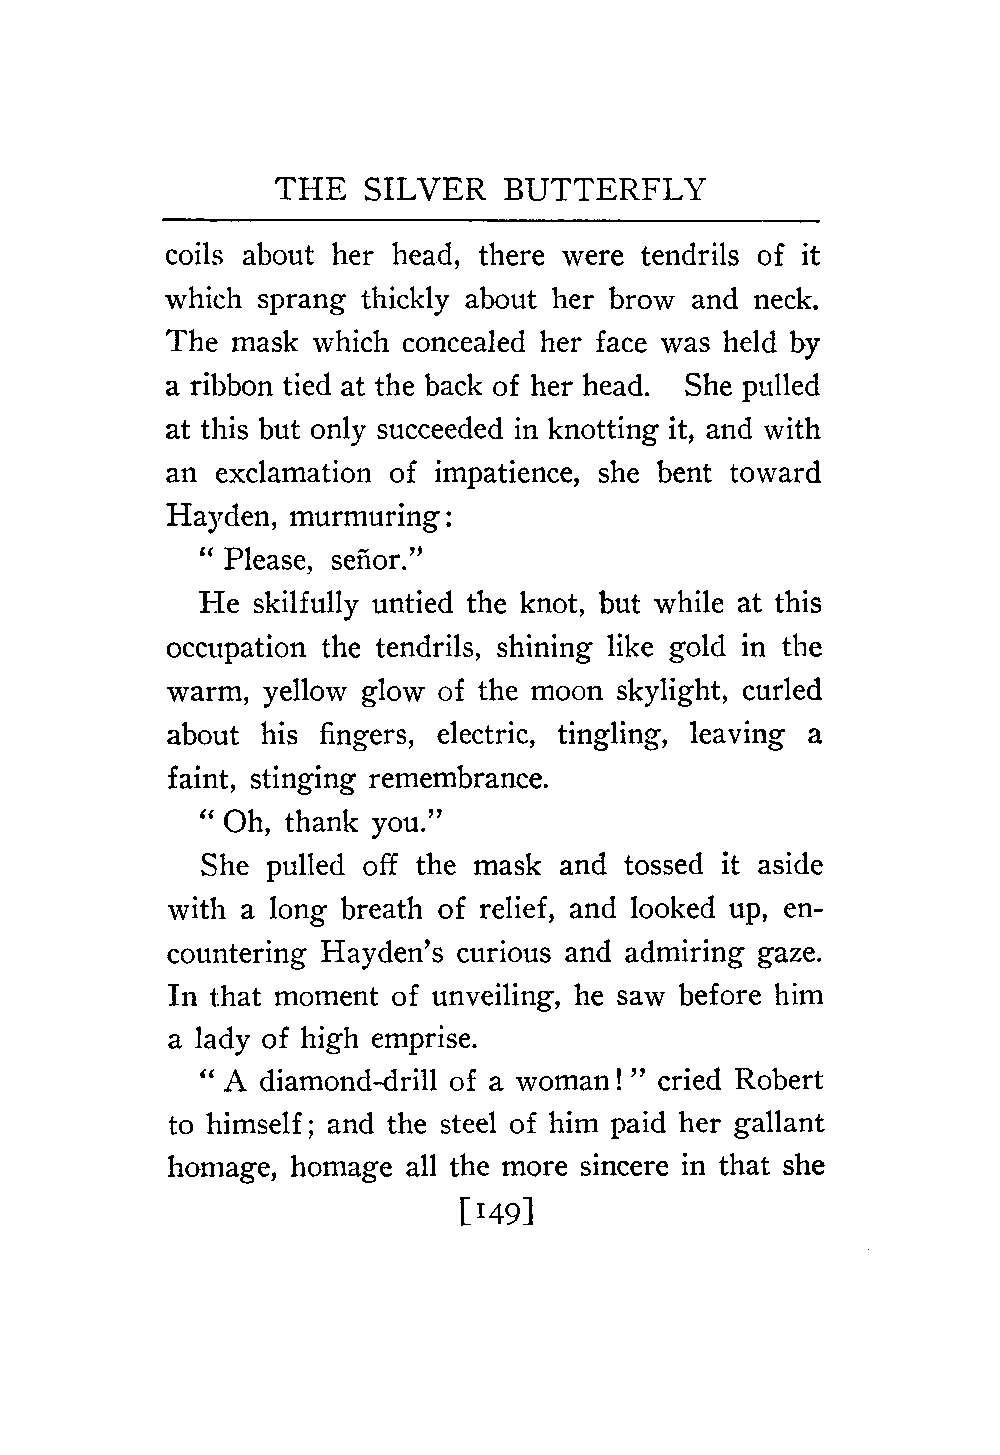 THE SILVER BUTTERFLY
coils about her head, there were tendrils of it
which sprang thickly about her brow and neck.
The mask which concealed her face was held by
a ribbon tied at the back of her head. She pulled
at this but only succeeded in knotting it, and with
an exclamation of impatience, she bent toward
Hayden, murmuring:
“ Please, señor.”
He skilfully untied the knot, but while at this
occupation the tendrils, shining like gold in the
warm, yellow glow of the moon skylight, curled
about his fingers, electric, tingling, leaving a
faint, stinging remembrance.
“ Oh, thank you.”
She pulled off the mask and tossed it aside
with a long breath of relief, and looked up, en-
countering Hayden’s curious and admiring gaze.
In that moment of unveiling, he saw before him
a lady of high emprise.
“ A diamond-drill of a woman! ” cried Robert
to himself; and the steel of him paid her gallant
homage, homage all the more sincere in that she
[149]